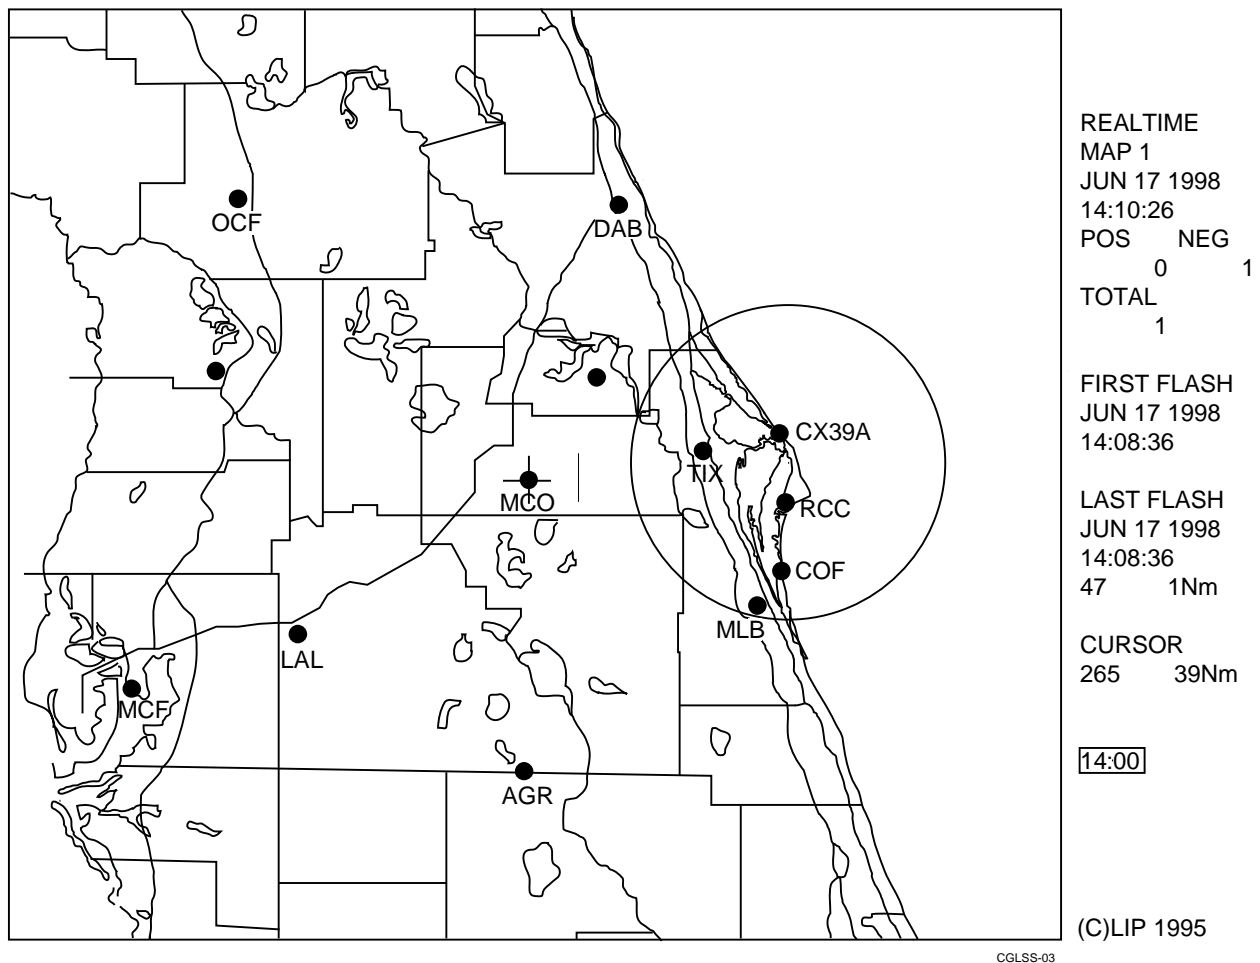 OCF
DAB
CX39A
TIX
MCO
RCC
COF
MLB
LAL
MCF
AGR
REALTIME
MAP 1
JUN 17 1998
14:10:26
POS NEG
0 1
TOTAL
1
FIRST FLASH
JUN 17 1998
14:08:36
LAST FLASH
JUN 17 1998
14:08:36
47 1Nm
CURSOR
265 39Nm
14:00
(C)LIP 1995
CGLSS-03